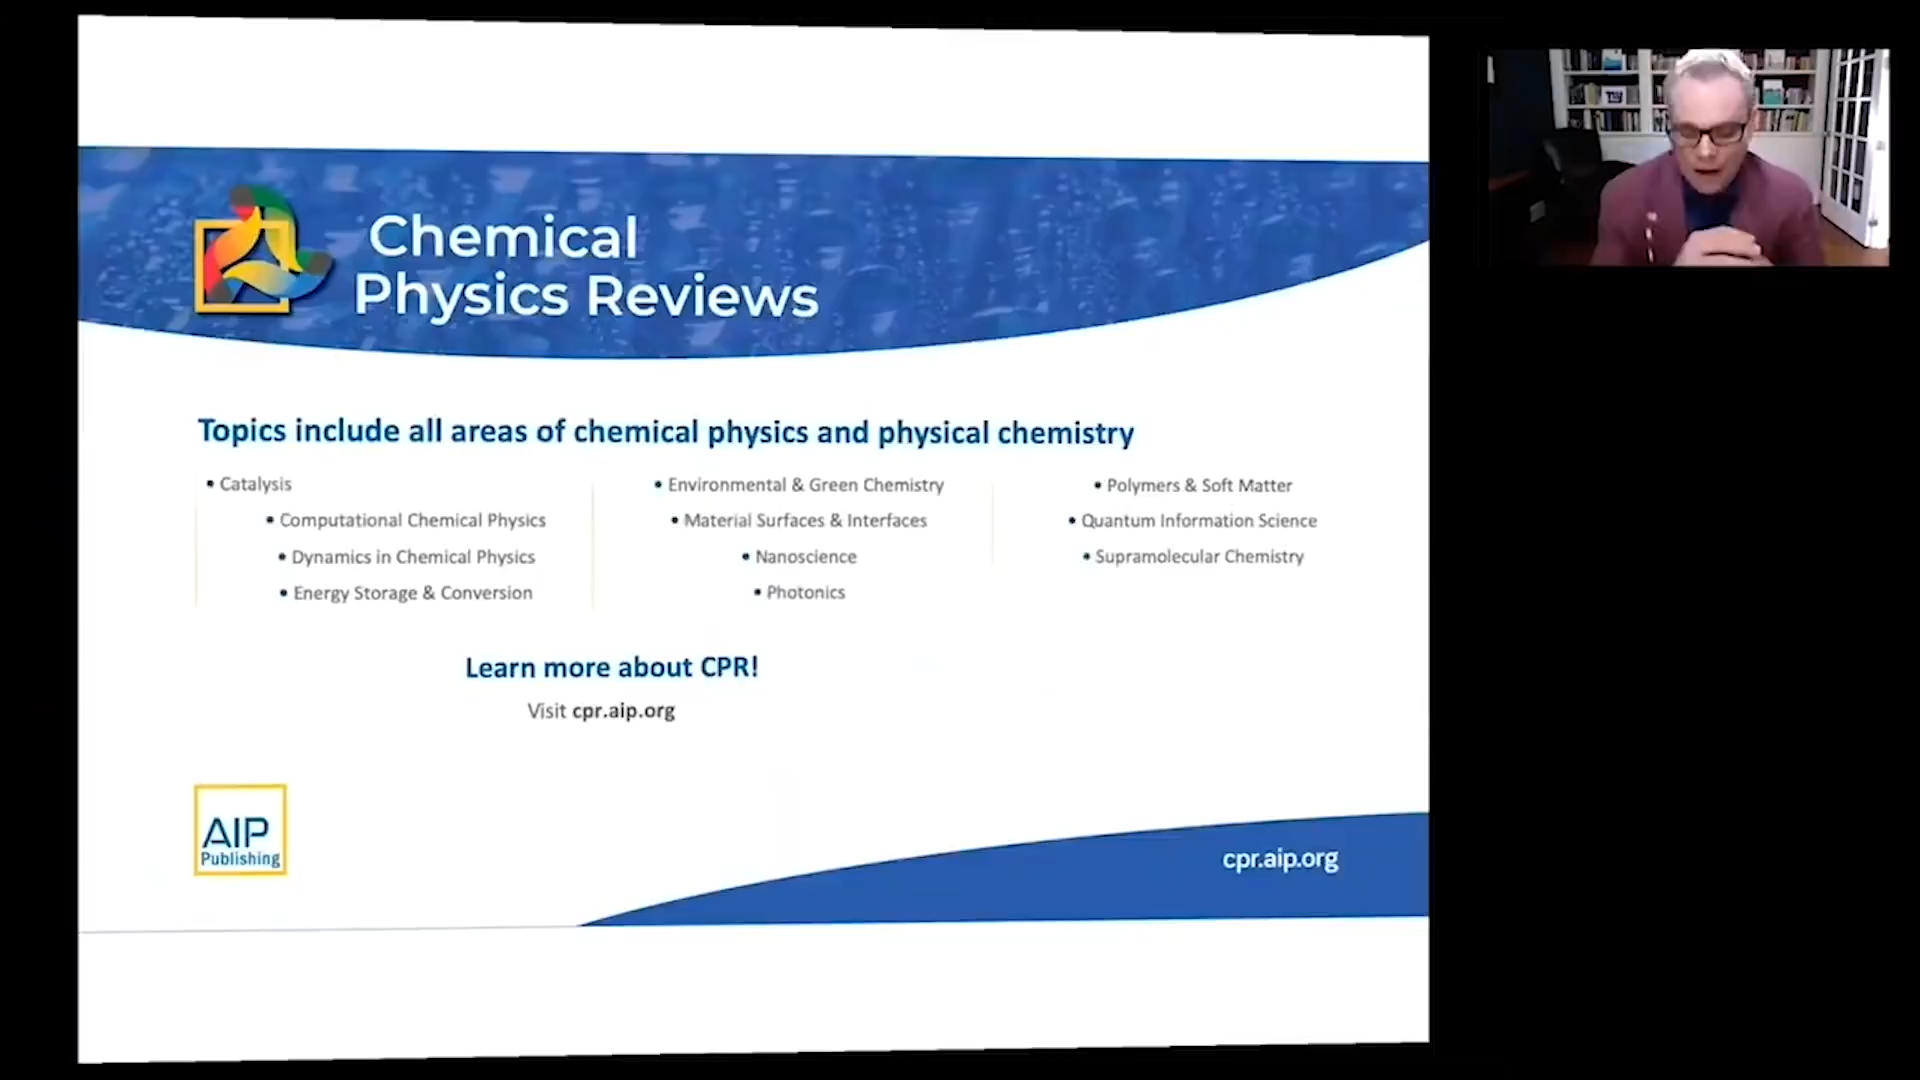 Chemical
Physics Reviews
Topics include all areas of chemical physics and physical chemistry
• Catalysis
• Computational Chemical Physics
• Dynamics in Chemical Physics
• Energy Storage & Conversion
• Environmental & Green Chemistry
• Material Surfaces & Interfaces
• Nanoscience
• Photonics
• Polymers & Soft Matter
• Quantum Information Science
• Supramolecular Chemistry
Learn more about CPR!
Visit cpr.aip.org
AIP
Publishing
cpr.aip.org